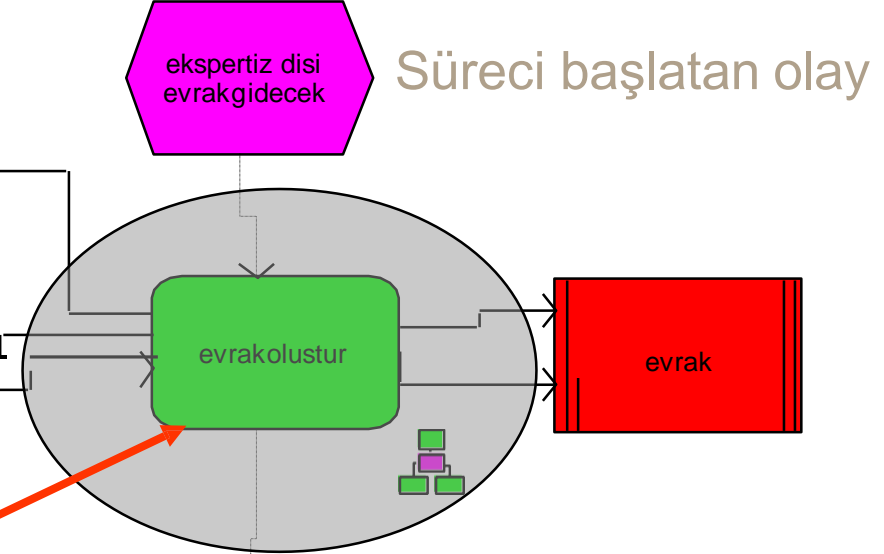 ekspertiz disi
evrakgidecek
Süreci başlatan olay
evrakolustur
evrak